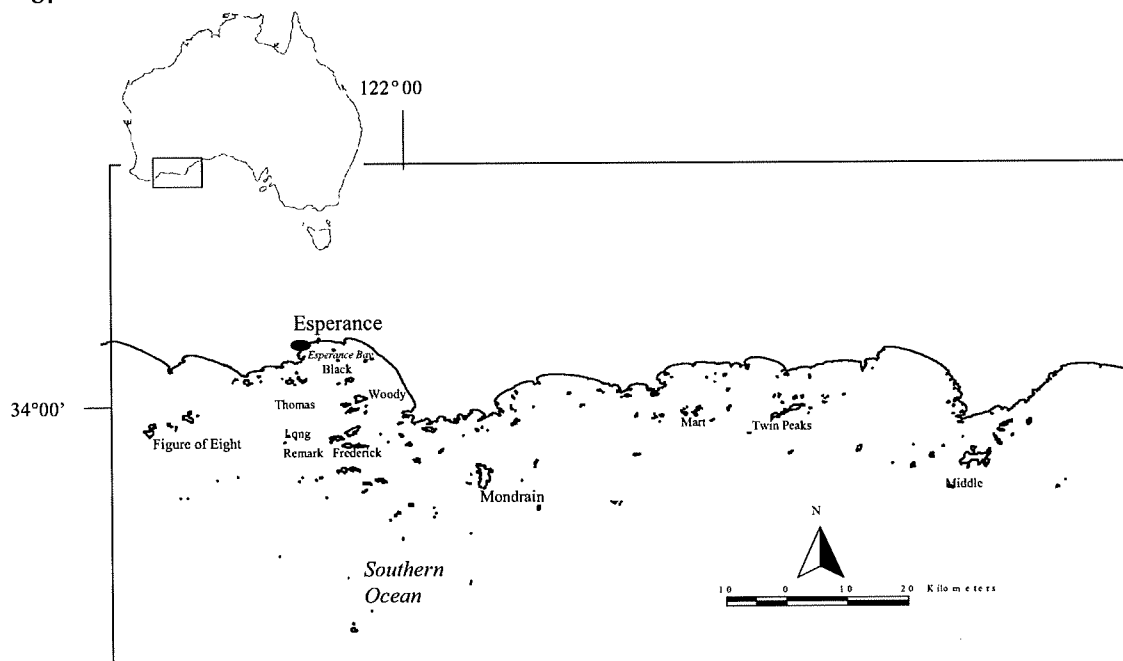 122°00
Esperance
Esperance Bay
Black
Woody
Thomas
34°00'
Long
Figure of Eight
Remark
Frederick
Mart
Twin Peaks
Mondrain
Middle
N
Southern
Ocean
10 0 10 20 Kilometers